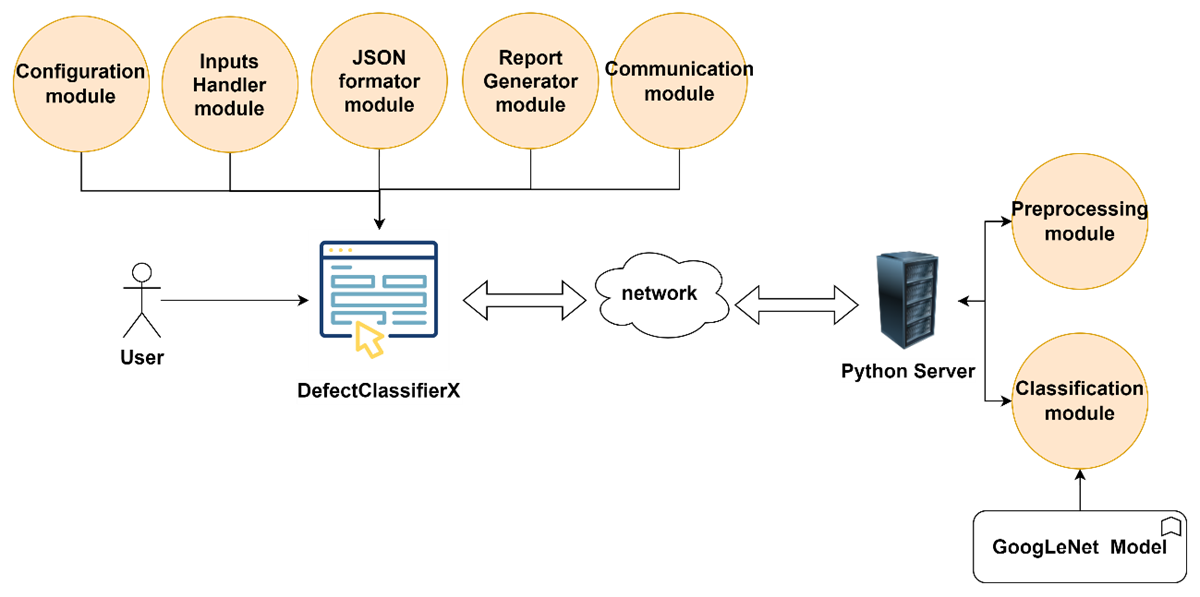 Configuration
module
Inputs
Handler
module
JSON
formator
module
Report
Generator
module
Communication
module
User
DefectClassifierX
network
Python Server
Preprocessing
module
Classification
module
GoogLeNet Model